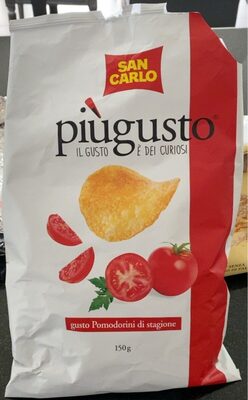 SAN
CARLO
piùgusto®
IL GUSTO È DEI CURIOSI
gusto Pomodorini di stagione
150g